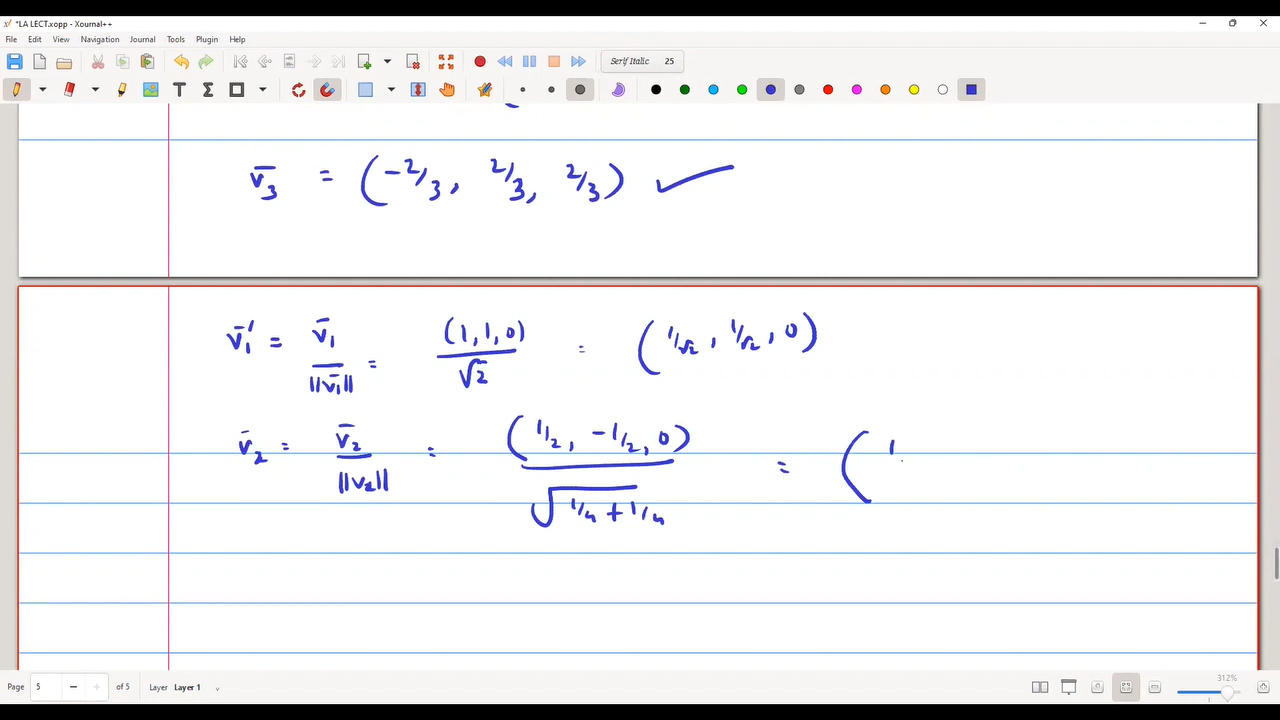 *LA LECT.xopp - Xournal++
File Edit View Navigation Journal Tools Plugin Help
Serif Italic 25
v̄₃ = (-2/3, 2/3, 2/3) ✓
v̄₁' = v̄₁/||v̄₁|| = (1, 1, 0)/√2 = (1/√2, 1/√2, 0)
v̄₂ = v̄₂/||v₂|| = (1/2, -1/2, 0)/√(1/4 + 1/4) = ( 1
Page 5 of 5 Layer Layer 1 312%